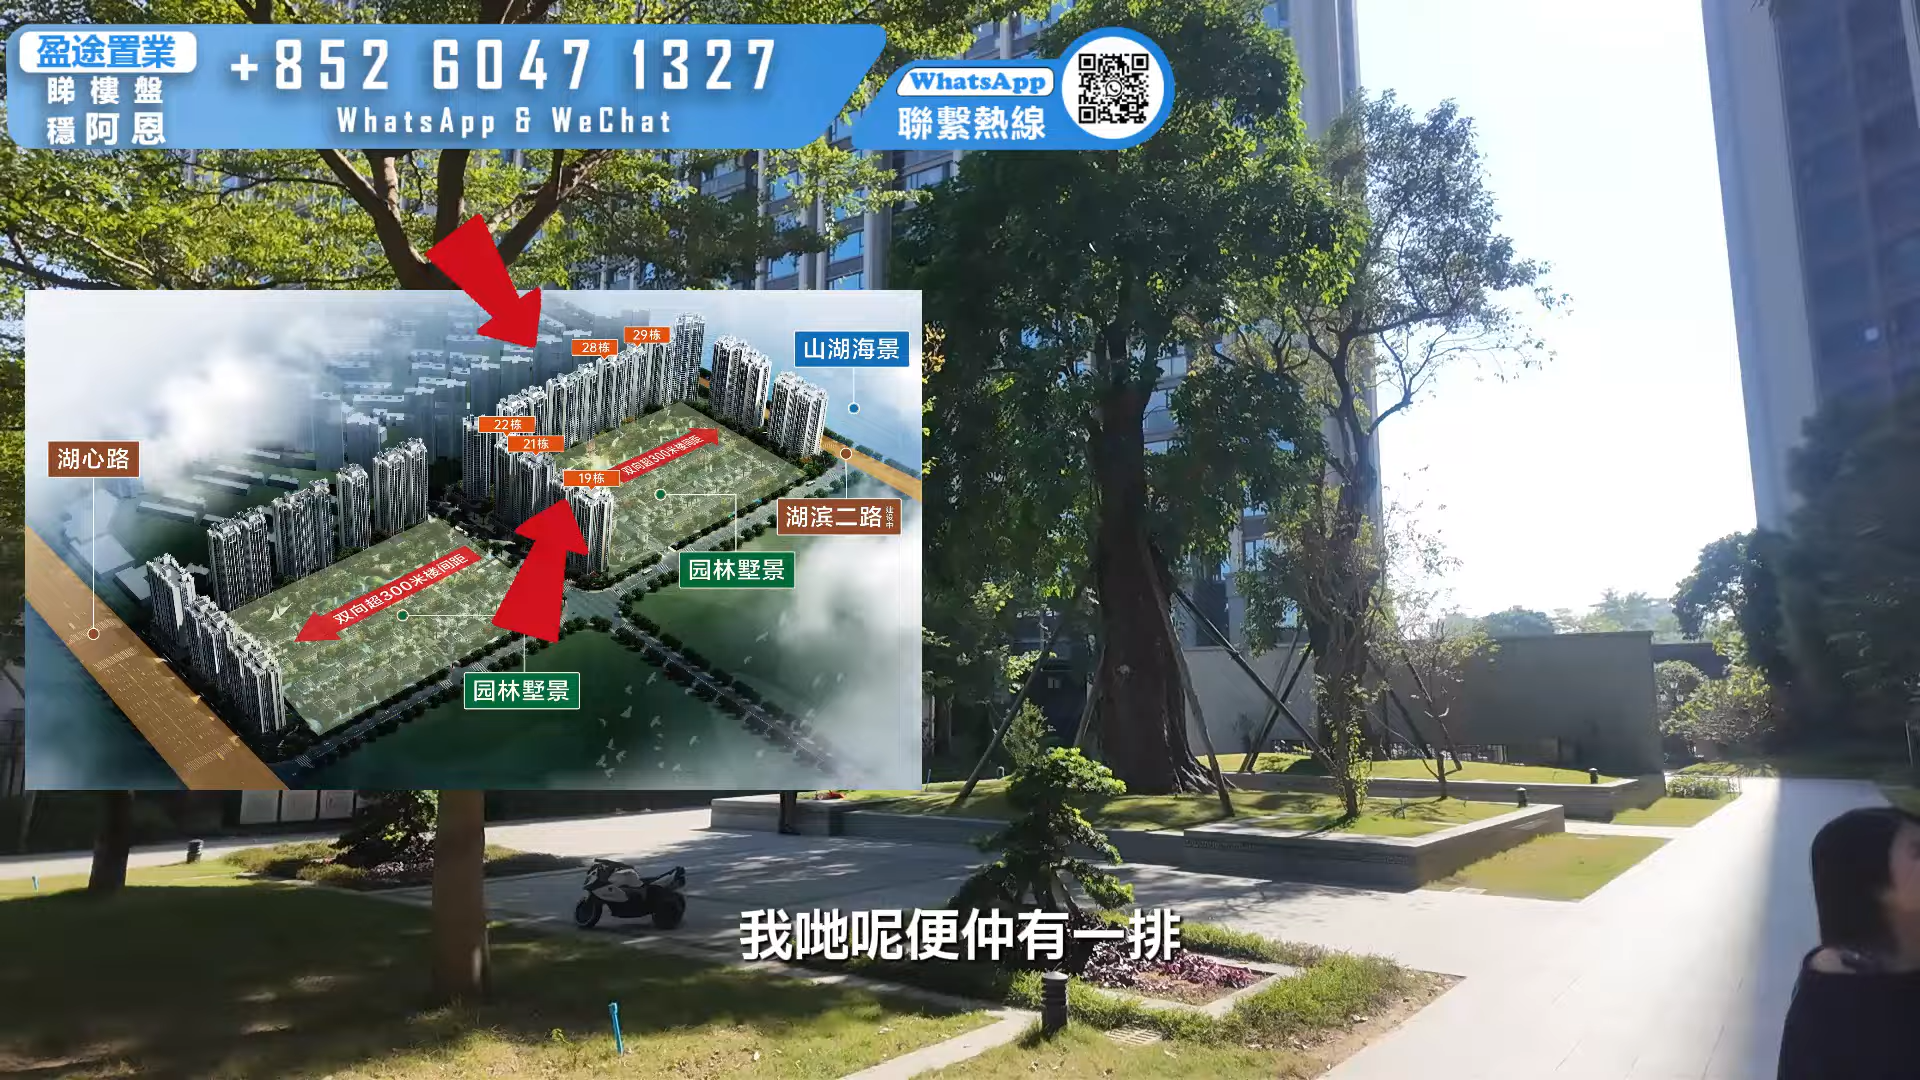 盈途置業
睇樓盤
穩阿恩
+852 6047 1327
WhatsApp & WeChat
WhatsApp
聯繫熱線
29栋
28栋
山湖海景
22栋
21栋
湖心路
19栋
双向超300米楼间距
湖滨二路
建设中
园林墅景
双向超300米楼间距
园林墅景
我哋呢便仲有一排